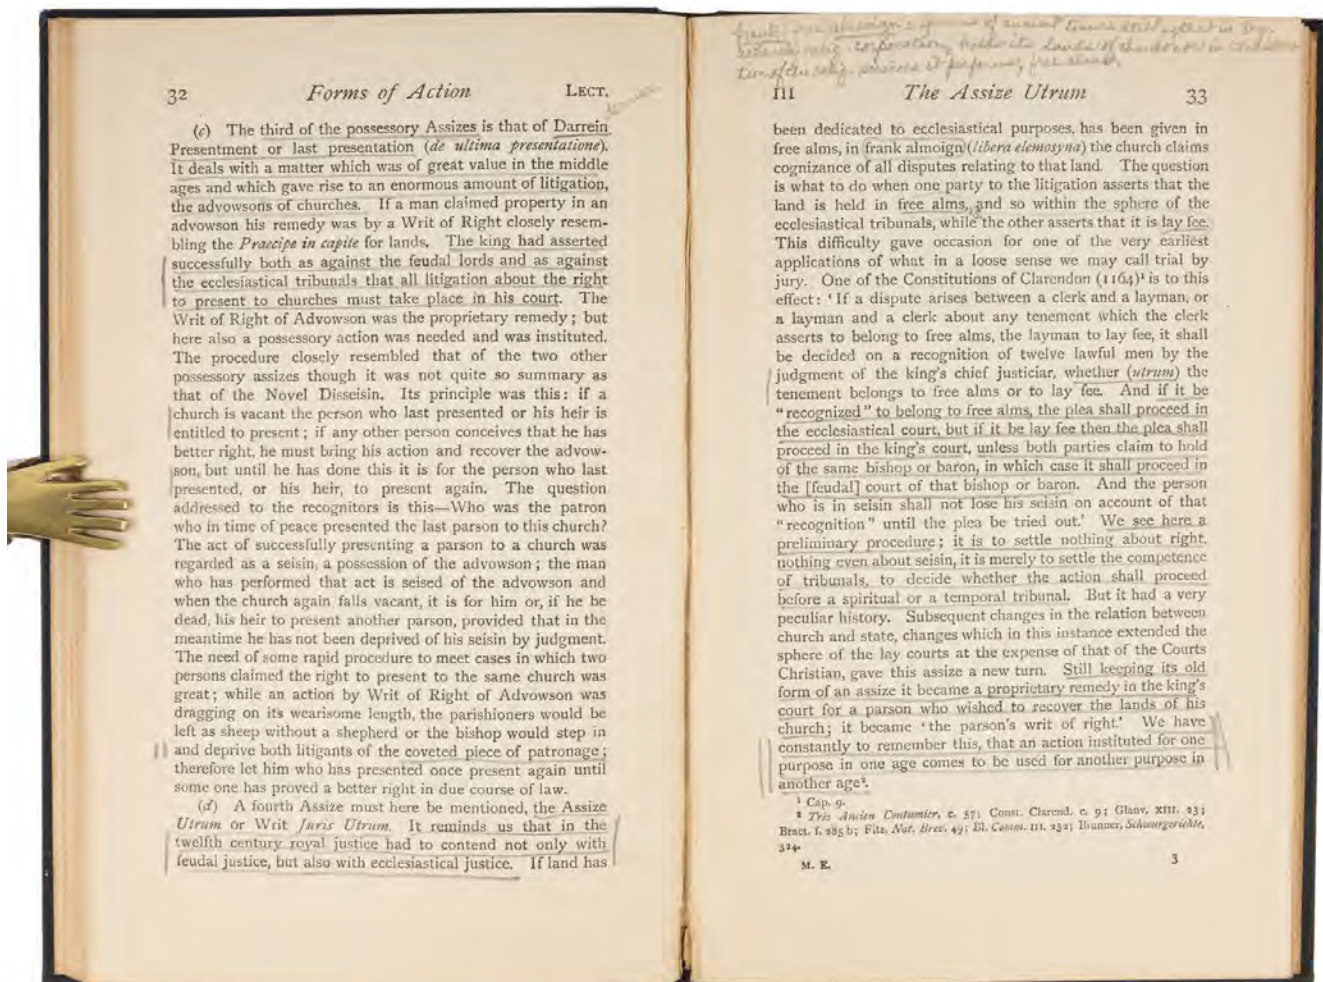 32 Forms of Action LECT.
(c) The third of the possessory Assizes is that of Darrein
Presentment or last presentation (de ultima presentatione).
It deals with a matter which was of great value in the middle
ages and which gave rise to an enormous amount of litigation,
the advowsons of churches. If a man claimed property in an
advowson his remedy was by a Writ of Right closely resem-
bling the Praecipe in capite for lands. The king had asserted
successfully both as against the feudal lords and as against
the ecclesiastical tribunals that all litigation about the right
to present to churches must take place in his court. The
Writ of Right of Advowson was the proprietary remedy; but
here also a possessory action was needed and was instituted.
The procedure closely resembled that of the two other
possessory assizes though it was not quite so summary as
that of the Novel Disseisin. Its principle was this: if a
church is vacant the person who last presented or his heir is
entitled to present; if any other person conceives that he has
better right, he must bring his action and recover the advow-
son, but until he has done this it is for the person who last
presented, or his heir, to present again. The question
addressed to the recognitors is this—Who was the patron
who in time of peace presented the last parson to this church?
The act of successfully presenting a parson to a church was
regarded as a seisin, a possession of the advowson; the man
who has performed that act is seised of the advowson and
when the church again falls vacant, it is for him or, if he be
dead, his heir to present another parson, provided that in the
meantime he has not been deprived of his seisin by judgment.
The need of some rapid procedure to meet cases in which two
persons claimed the right to present to the same church was
great; while an action by Writ of Right of Advowson was
dragging on its wearisome length, the parishioners would be
left as sheep without a shepherd or the bishop would step in
and deprive both litigants of the coveted piece of patronage;
therefore let him who has presented once present again until
some one has proved a better right in due course of law.
(d) A fourth Assize must here be mentioned, the Assize
Utrum or Writ Juris Utrum. It reminds us that in the
twelfth century royal justice had to contend not only with
feudal justice, but also with ecclesiastical justice. If land has
frank almoign of ancient tenure still
relig. corporation holds its lands of the donor in considera-
tion of the relig. services it performs, free alms
III The Assize Utrum 33
been dedicated to ecclesiastical purposes, has been given in
free alms, in frank almoign (libera elemosyna) the church claims
cognizance of all disputes relating to that land. The question
is what to do when one party to the litigation asserts that the
land is held in free alms, and so within the sphere of the
ecclesiastical tribunals, while the other asserts that it is lay fee.
This difficulty gave occasion for one of the very earliest
applications of what in a loose sense we may call trial by
jury. One of the Constitutions of Clarendon (1164)¹ is to this
effect: 'If a dispute arises between a clerk and a layman, or
a layman and a clerk about any tenement which the clerk
asserts to belong to free alms, the layman to lay fee, it shall
be decided on a recognition of twelve lawful men by the
judgment of the king's chief justiciar, whether (utrum) the
tenement belongs to free alms or to lay fee. And if it be
"recognized" to belong to free alms, the plea shall proceed in
the ecclesiastical court, but if it be lay fee then the plea shall
proceed in the king's court, unless both parties claim to hold
of the same bishop or baron, in which case it shall proceed in
the [feudal] court of that bishop or baron. And the person
who is in seisin shall not lose his seisin on account of that
"recognition" until the plea be tried out.' We see here a
preliminary procedure; it is to settle nothing about right,
nothing even about seisin, it is merely to settle the competence
of tribunals, to decide whether the action shall proceed
before a spiritual or a temporal tribunal. But it had a very
peculiar history. Subsequent changes in the relation between
church and state, changes which in this instance extended the
sphere of the lay courts at the expense of that of the Courts
Christian, gave this assize a new turn. Still keeping its old
form of an assize it became a proprietary remedy in the king's
court for a parson who wished to recover the lands of his
church; it became 'the parson's writ of right.' We have
constantly to remember this, that an action instituted for one
purpose in one age comes to be used for another purpose in
another age².
¹ Cap. 9.
² Très Ancien Coutumier, c. 57; Const. Clarend. c. 9; Glanv. XIII. 23;
Bract. f. 285 b; Fitz. Nat. Brev. 49; Bl. Comm. III. 252; Brunner, Schwurgerichte,
324.
M. E. 3